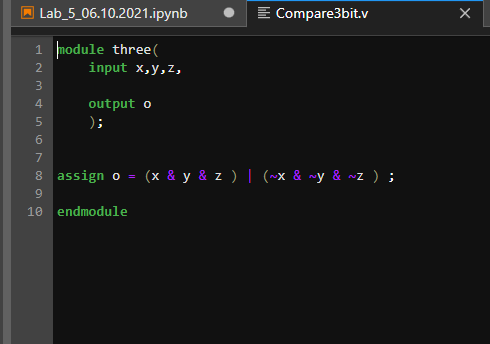 Lab_5_06.10.2021.ipynb
Compare3bit.v
1 module three(
2 input x,y,z,
3
4 output o
5 );
6
7
8 assign o = (x & y & z ) | (~x & ~y & ~z ) ;
9
10 endmodule